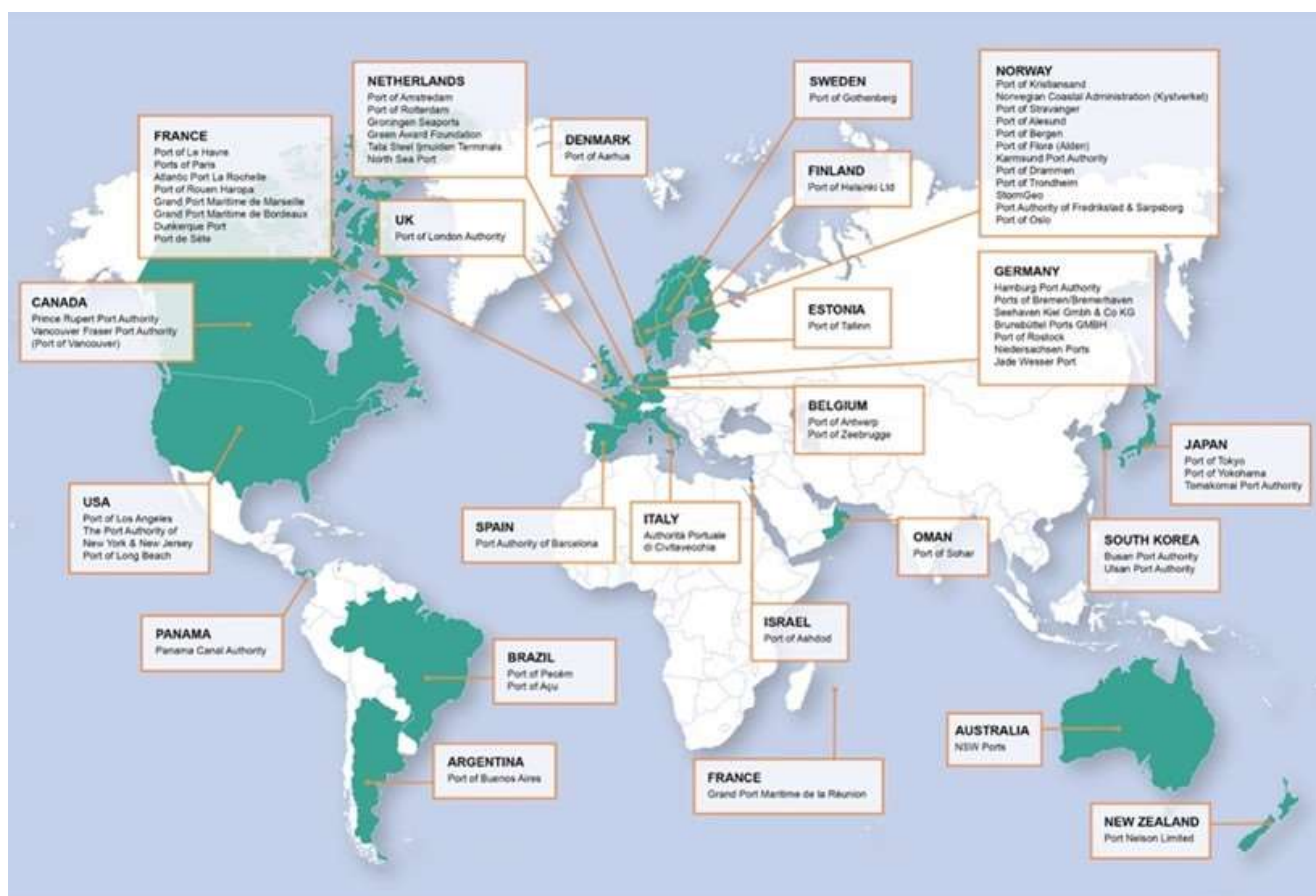 NETHERLANDS
Port of Amstredam
Port of Rotterdam
Groningen Seaports
Green Award Foundation
Tata Steel Ijmuiden Terminals
North Sea Port
SWEDEN
Port of Gothenberg
NORWAY
Port of Kristiansand
Norwegian Coastal Administration (Kystverket)
Port of Stravanger
Port of Alesund
Port of Bergen
Port of Flora (Alden)
Karmsund Port Authority
Port of Drammen
Port of Trondheim
StormGeo
Port Authority of Fredrikstad & Sarpsborg
Port of Oslo
FRANCE
Port of Le Havre
Ports of Paris
Atlantic Port La Rochelle
Port of Rouen Haropa
Grand Port Maritime de Marseille
Grand Port Maritime de Bordeaux
Dunkerque Port
Port de Sète
DENMARK
Port of Aarhus
FINLAND
Port of Helsinki Ltd
UK
Port of London Authority
GERMANY
Hamburg Port Authority
Ports of Bremen/Bremerhaven
Seehaven Kiel Gmbh & Co KG
Brunsbüttel Ports GMBH
Port of Rostock
Niedersachsen Ports
Jade Wesser Port
CANADA
Prince Rupert Port Authority
Vancouver Fraser Port Authority
(Port of Vancouver)
ESTONIA
Port of Tallinn
BELGIUM
Port of Antwerp
Port of Zeebrugge
JAPAN
Port of Tokyo
Port of Yokohama
Tomakomai Port Authority
USA
Port of Los Angeles
The Port Authority of
New York & New Jersey
Port of Long Beach
SPAIN
Port Authority of Barcelona
ITALY
Authorità Portuale
di Civitavecchia
OMAN
Port of Sohar
SOUTH KOREA
Busan Port Authority
Ulsan Port Authority
PANAMA
Panama Canal Authority
ISRAEL
Port of Ashdod
BRAZIL
Port of Pecém
Port of Açu
AUSTRALIA
NSW Ports
ARGENTINA
Port of Buenos Aires
FRANCE
Grand Port Maritime de la Réunion
NEW ZEALAND
Port Nelson Limited